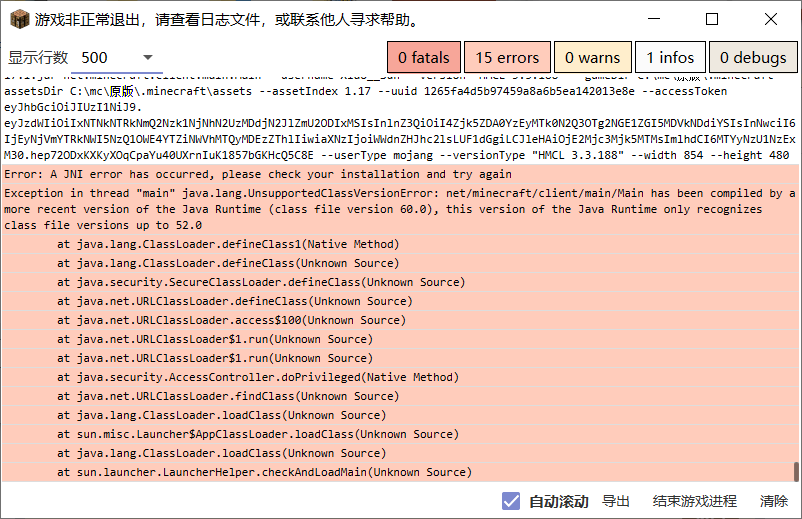 游戏非正常退出，请查看日志文件，或联系他人寻求帮助。
显示行数 500 0 fatals 15 errors 0 warns 1 infos 0 debugs
assetsDir C:\mc\原版\.minecraft\assets --assetIndex 1.17 --uuid 1265fa4d5b97459a8a6b5ea142013e8e --accessToken
eyJhbGciOiJIUzI1NiJ9.
eyJzdWIiOiIxNTNkNTRkNmQ2Nzk1NjNhN2UzMDdjN2JlZmU2ODIxMSIsInlnZ3QiOiI4Zjk5ZDA0YzEyMTk0N2Q3OTg2NGE1ZGI5MDVkNDdiYSIsInNwciI6
IjEyNjVmYTRkNWI5NzQ1OWE4YTZiNWVhMTQyMDEzZThlIiwiaXNzIjoiWWdnZHJhc2lsLUF1dGgiLCJleHAiOjE2Mjc3Mjk5MTMsImlhdCI6MTYyNzU1NzEx
M30.hep72ODxKXKyXOqCpaYu40UXrnIuK1857bGKHcQ5C8E --userType mojang --versionType "HMCL 3.3.188" --width 854 --height 480
Error: A JNI error has occurred, please check your installation and try again
Exception in thread "main" java.lang.UnsupportedClassVersionError: net/minecraft/client/main/Main has been compiled by a
more recent version of the Java Runtime (class file version 60.0), this version of the Java Runtime only recognizes
class file versions up to 52.0
at java.lang.ClassLoader.defineClass1(Native Method)
at java.lang.ClassLoader.defineClass(Unknown Source)
at java.security.SecureClassLoader.defineClass(Unknown Source)
at java.net.URLClassLoader.defineClass(Unknown Source)
at java.net.URLClassLoader.access$100(Unknown Source)
at java.net.URLClassLoader$1.run(Unknown Source)
at java.net.URLClassLoader$1.run(Unknown Source)
at java.security.AccessController.doPrivileged(Native Method)
at java.net.URLClassLoader.findClass(Unknown Source)
at java.lang.ClassLoader.loadClass(Unknown Source)
at sun.misc.Launcher$AppClassLoader.loadClass(Unknown Source)
at java.lang.ClassLoader.loadClass(Unknown Source)
at sun.launcher.LauncherHelper.checkAndLoadMain(Unknown Source)
自动滚动 导出 结束游戏进程 清除